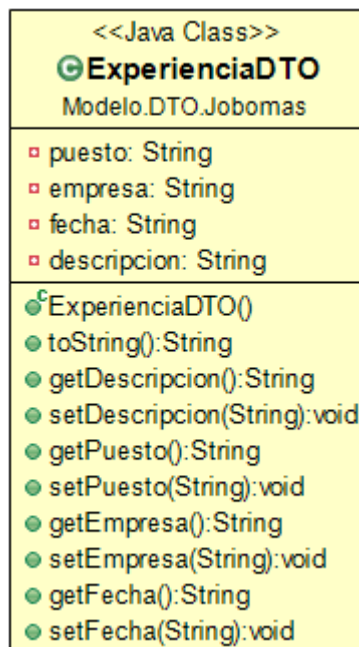 <<Java Class>>
ExperienciaDTO
Modelo.DTO.Jobomas
puesto: String
empresa: String
fecha: String
descripcion: String
ExperienciaDTO()
toString():String
getDescripcion():String
setDescripcion(String):void
getPuesto():String
setPuesto(String):void
getEmpresa():String
setEmpresa(String):void
getFecha():String
setFecha(String):void